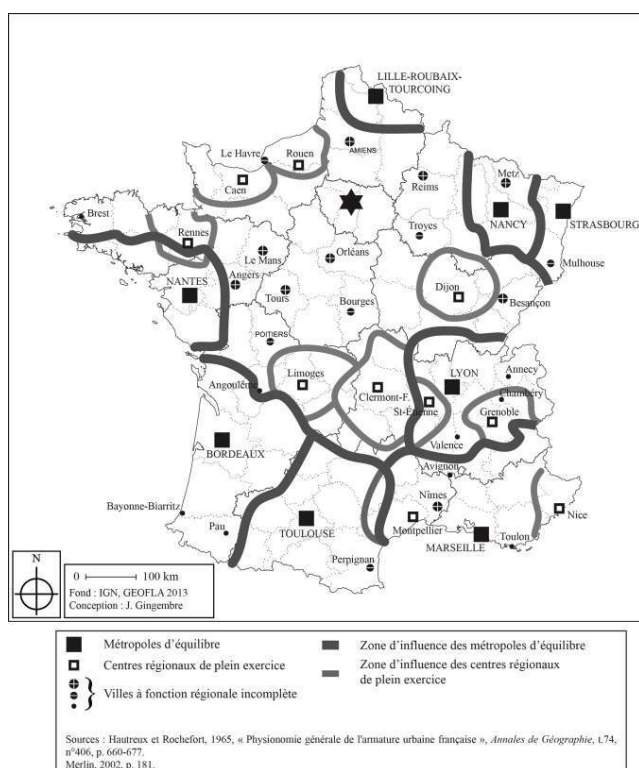 LILLE-ROUBAIX-
TOURCOING
AMIENS
Le Havre
Rouen
Caen
Reims
Metz
NANCY
STRASBOURG
Brest
Rennes
Troyes
Le Mans
Orléans
Mulhouse
Angers
NANTES
Tours
Bourges
Dijon
Besançon
POITIERS
Limoges
LYON
Annecy
Angoulême
Clermont-F.
Chambéry
St-Étienne
Grenoble
Valence
BORDEAUX
Avignon
Nîmes
Bayonne-Biarritz
Pau
TOULOUSE
Montpellier
MARSEILLE
Nice
Toulon
Perpignan
N
0 100 km
Fond : IGN, GEOFLA 2013
Conception : J. Gingembre
Métropoles d'équilibre
Zone d'influence des métropoles d'équilibre
Centres régionaux de plein exercice
Zone d'influence des centres régionaux
de plein exercice
Villes à fonction régionale incomplète
Sources : Hautreux et Rochefort, 1965, « Physionomie générale de l'armature urbaine française », Annales de Géographie, t.74,
n°406, p. 660-677.
Merlin, 2002, p. 181.